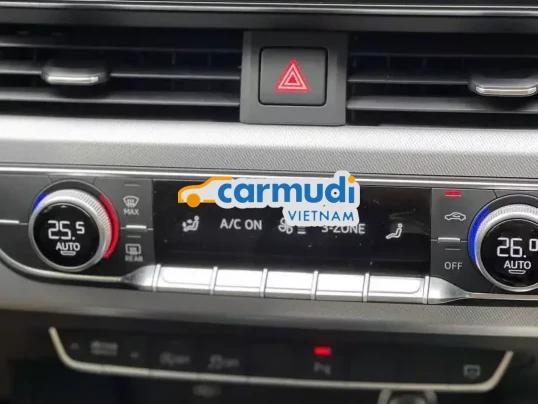 carmudi
VIETNAM
MAX
25.5
AUTO
REAR
A/C ON
3-ZONE
26.0
AUTO
OFF